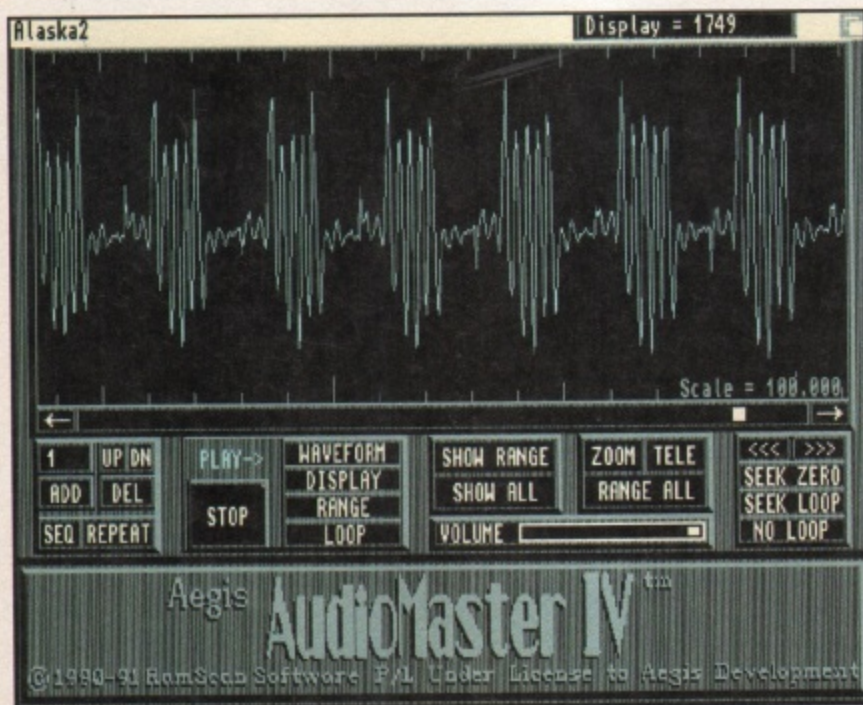 Alaska2 Display = 1749
Scale = 100.000
1 UP DN
ADD DEL
SEQ REPEAT
PLAY->
STOP
WAVEFORM
DISPLAY
RANGE
LOOP
SHOW RANGE
SHOW ALL
ZOOM TELE
RANGE ALL
VOLUME
<<< >>>
SEEK ZERO
SEEK LOOP
NO LOOP
Aegis AudioMaster IV tm
©1990-91 RamScan Software P/L Under License to Aegis Development